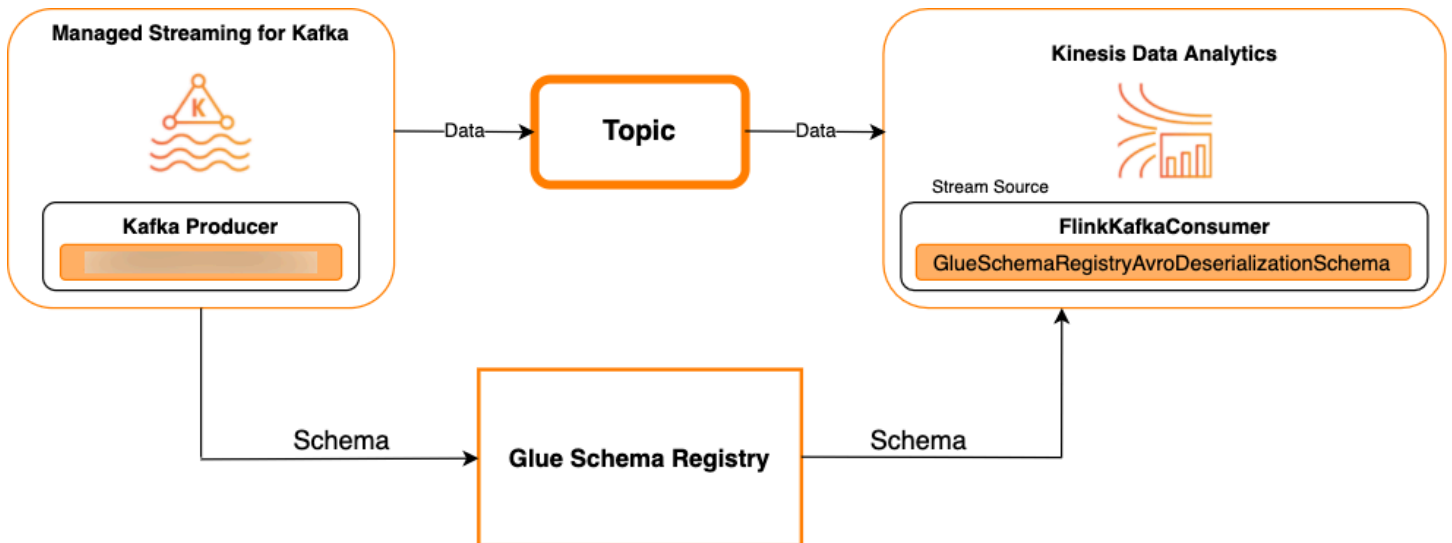 Managed Streaming for Kafka
K
Kafka Producer
Data
Topic
Data
Kinesis Data Analytics
Stream Source
FlinkKafkaConsumer
GlueSchemaRegistryAvroDeserializationSchema
Schema
Glue Schema Registry
Schema